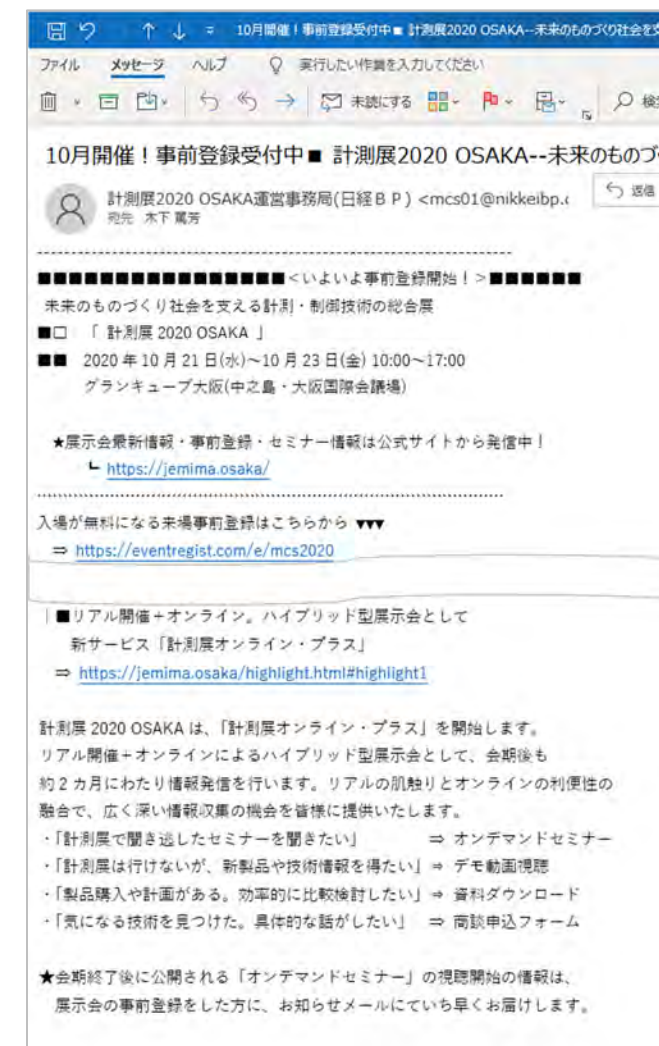 10月開催！事前登録受付中■ 計測展2020 OSAKA--未来のものづくり社会を支
ファイル メッセージ ヘルプ 実行したい作業を入力してください
未読にする 検索
10月開催！事前登録受付中■ 計測展2020 OSAKA--未来のものづ
計測展2020 OSAKA運営事務局(日経ＢＰ) <mcs01@nikkeibp.c
返信
宛先 木下 篤芳
■■■■■■■■■■■■■■■■＜いよいよ事前登録開始！＞■■■■■■
未来のものづくり社会を支える計測・制御技術の総合展
■□ 「 計測展 2020 OSAKA 」
■■ 2020 年 10 月 21 日(水)～10 月 23 日(金) 10:00～17:00
グランキューブ大阪(中之島・大阪国際会議場)
★展示会最新情報・事前登録・セミナー情報は公式サイトから発信中！
┗ https://jemima.osaka/
入場が無料になる来場事前登録はこちらから ▼▼▼
⇒ https://eventregist.com/e/mcs2020
｜■リアル開催＋オンライン。ハイブリッド型展示会として
新サービス「計測展オンライン・プラス」
⇒ https://jemima.osaka/highlight.html#highlight1
計測展 2020 OSAKA は、「計測展オンライン・プラス」を開始します。
リアル開催＋オンラインによるハイブリッド型展示会として、会期後も
約２カ月にわたり情報発信を行います。リアルの肌触りとオンラインの利便性の
融合で、広く深い情報収集の機会を皆様に提供いたします。
・「計測展で聞き逃したセミナーを聞きたい」 ⇒ オンデマンドセミナー
・「計測展は行けないが、新製品や技術情報を得たい」⇒ デモ動画視聴
・「製品購入や計画がある。効率的に比較検討したい」⇒ 資料ダウンロード
・「気になる技術を見つけた。具体的な話がしたい」 ⇒ 商談申込フォーム
★会期終了後に公開される「オンデマンドセミナー」の視聴開始の情報は、
展示会の事前登録をした方に、お知らせメールにていち早くお届けします。